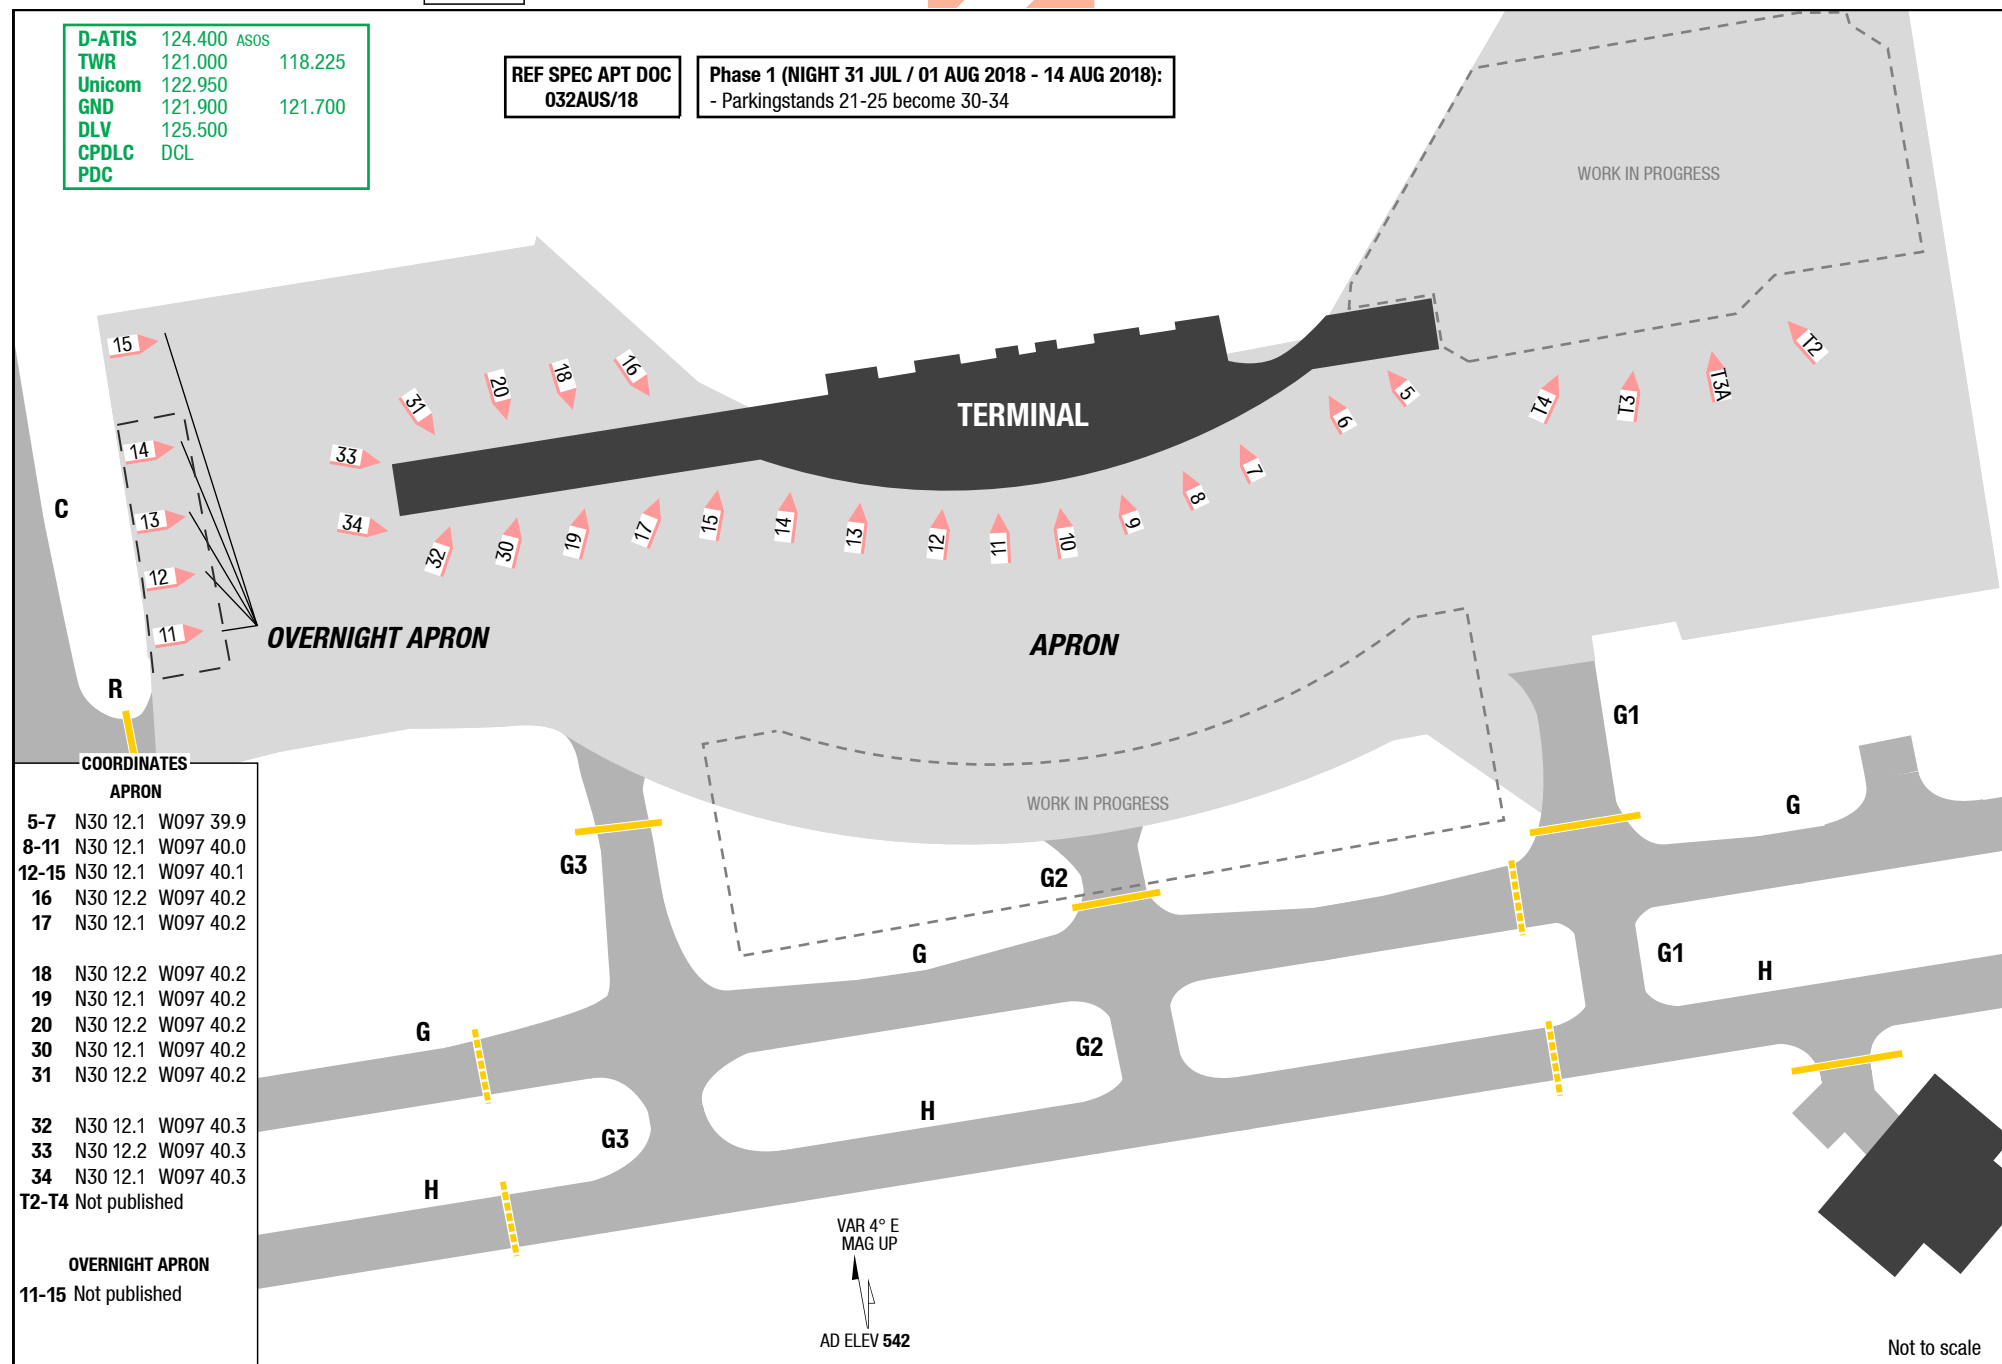 D-ATIS 124.400 ASOS
TWR 121.000 118.225
Unicom 122.950
GND 121.900 121.700
DLV 125.500
CPDLC DCL
PDC
REF SPEC APT DOC
032AUS/18
Phase 1 (NIGHT 31 JUL / 01 AUG 2018 - 14 AUG 2018):
- Parkingstands 21-25 become 30-34
WORK IN PROGRESS
15
14
13
12
11
C
R
OVERNIGHT APRON
33
34
31
20
18
16
TERMINAL
32
30
19
17
15
14
13
12
11
10
9
8
7
6
5
T4
T3
T3A
T2
APRON
WORK IN PROGRESS
G1
G
G3
G2
G
G1
H
G
G2
H
G3
H
COORDINATES
APRON
5-7 N30 12.1 W097 39.9
8-11 N30 12.1 W097 40.0
12-15 N30 12.1 W097 40.1
16 N30 12.2 W097 40.2
17 N30 12.1 W097 40.2
18 N30 12.2 W097 40.2
19 N30 12.1 W097 40.2
20 N30 12.2 W097 40.2
30 N30 12.1 W097 40.2
31 N30 12.2 W097 40.2
32 N30 12.1 W097 40.3
33 N30 12.2 W097 40.3
34 N30 12.1 W097 40.3
T2-T4 Not published
OVERNIGHT APRON
11-15 Not published
VAR 4° E
MAG UP
AD ELEV 542
Not to scale